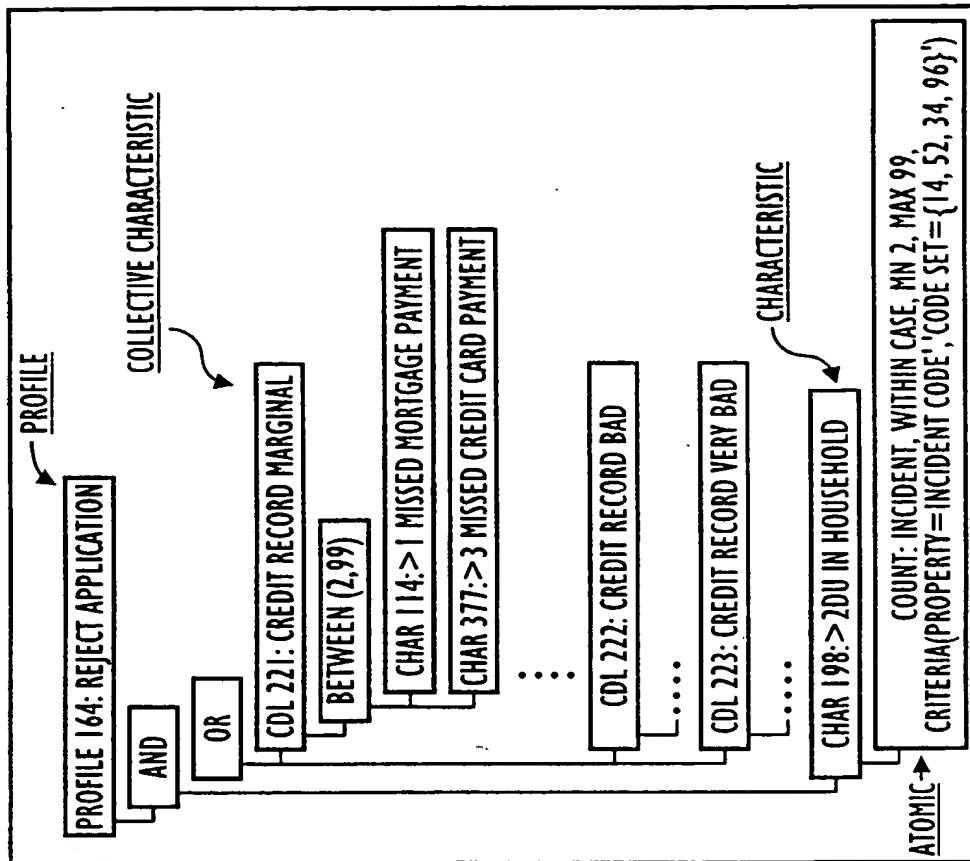 PROFILE
PROFILE 164: REJECT APPLICATION
AND
OR
COLLECTIVE CHARACTERISTIC
CDL 221: CREDIT RECORD MARGINAL
BETWEEN (2,99)
CHAR 114:>1 MISSED MORTGAGE PAYMENT
CHAR 377:>3 MISSED CREDIT CARD PAYMENT
....
CDL 222: CREDIT RECORD BAD
.....
CDL 223: CREDIT RECORD VERY BAD
.....
CHARACTERISTIC
CHAR 198:>2DU IN HOUSEHOLD
COUNT: INCIDENT, WITHIN CASE, MN 2, MAX 99,
CRITERIA(PROPERTY=INCIDENT CODE','CODE SET={14, 52, 34, 96}')
ATOMIC